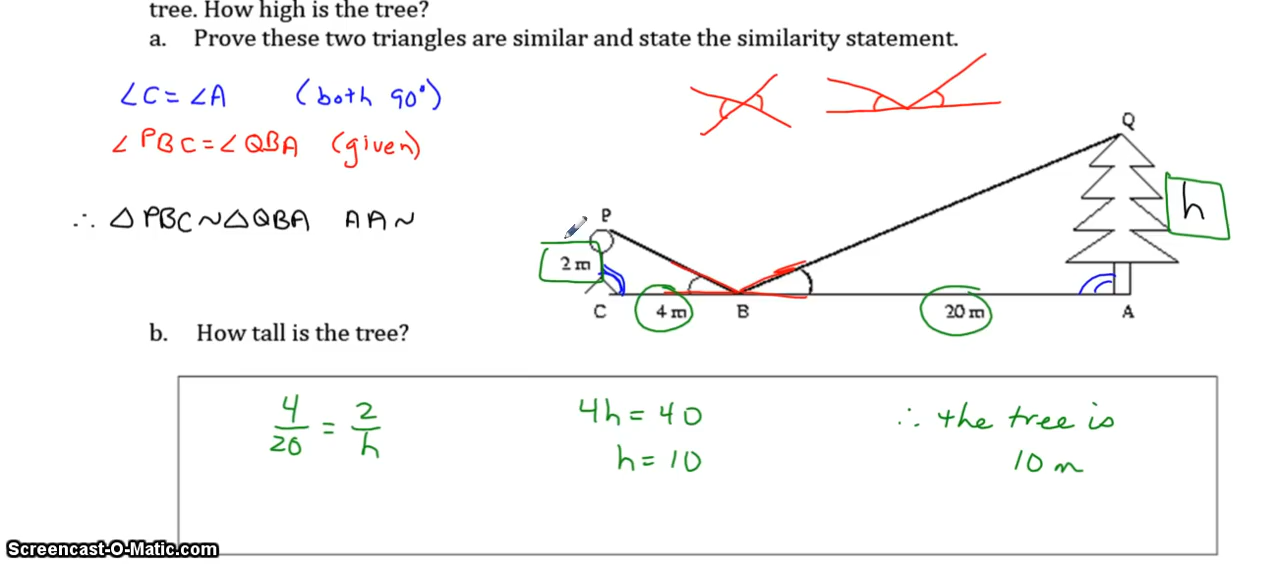 tree. How high is the tree?
a. Prove these two triangles are similar and state the similarity statement.
∠C = ∠A (both 90°)
∠PBC = ∠QBA (given)
∴ △PBC ~ △QBA AA~
Q
h
P
2 m
C
4 m
B
20 m
A
b. How tall is the tree?
4/20 = 2/h
4h = 40
h = 10
∴ the tree is
10 m
Screencast-O-Matic.com